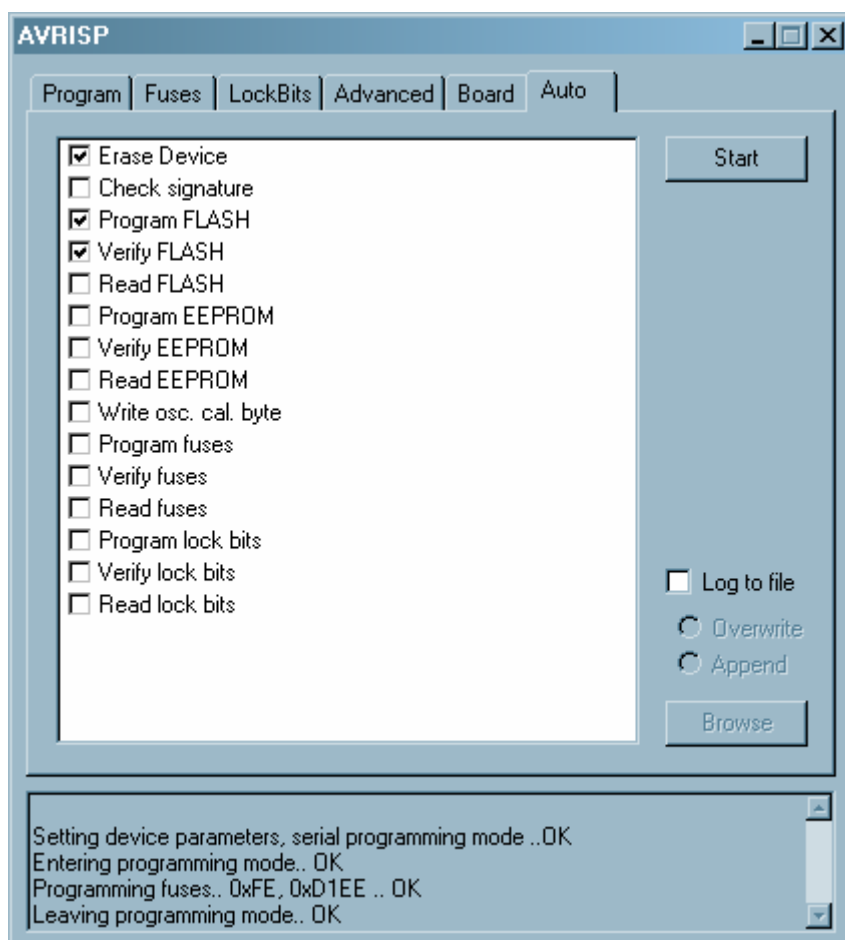 AVRISP
Program Fuses LockBits Advanced Board Auto
Erase Device
Check signature
Program FLASH
Verify FLASH
Read FLASH
Program EEPROM
Verify EEPROM
Read EEPROM
Write osc. cal. byte
Program fuses
Verify fuses
Read fuses
Program lock bits
Verify lock bits
Read lock bits
Start
Log to file
Overwrite
Append
Browse
Setting device parameters, serial programming mode ..OK
Entering programming mode.. OK
Programming fuses.. 0xFE, 0xD1EE .. OK
Leaving programming mode.. OK